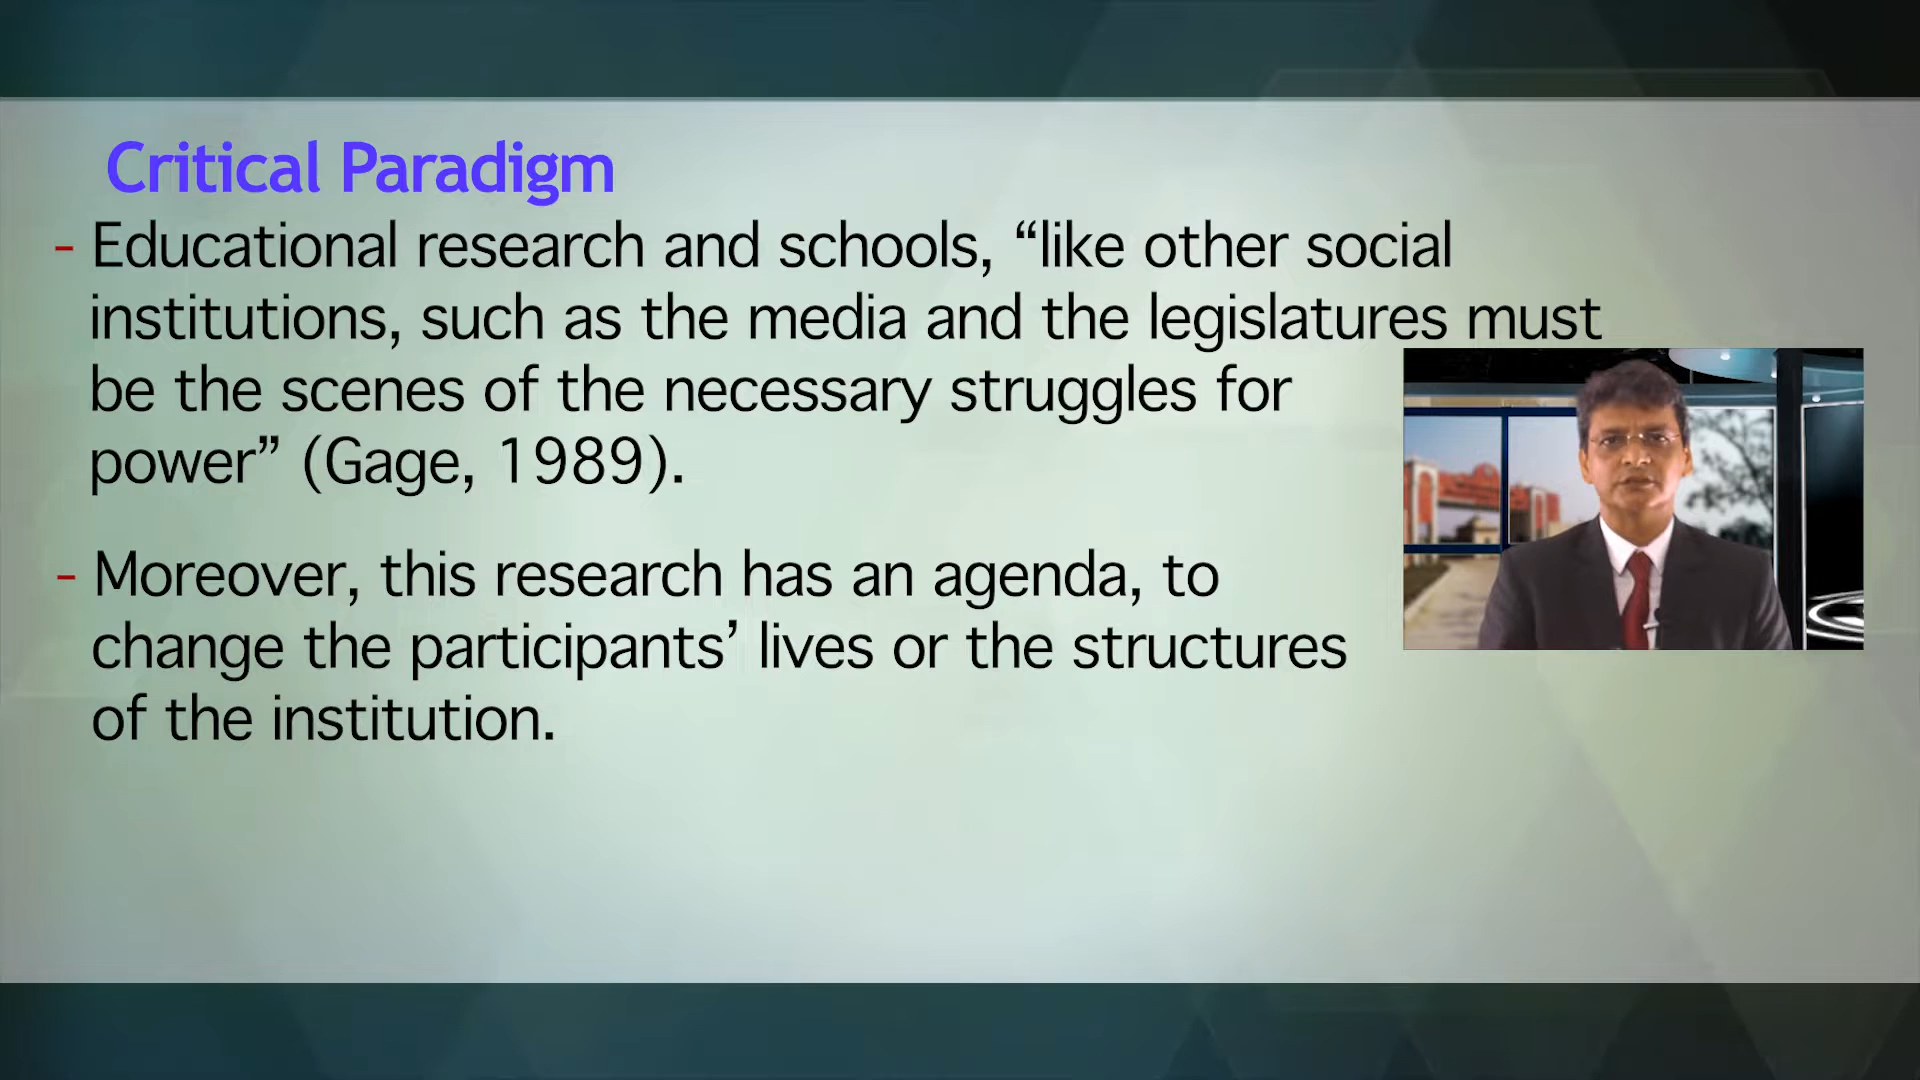 Critical Paradigm
- Educational research and schools, “like other social
institutions, such as the media and the legislatures must
be the scenes of the necessary struggles for
power” (Gage, 1989).
- Moreover, this research has an agenda, to
change the participants’ lives or the structures
of the institution.